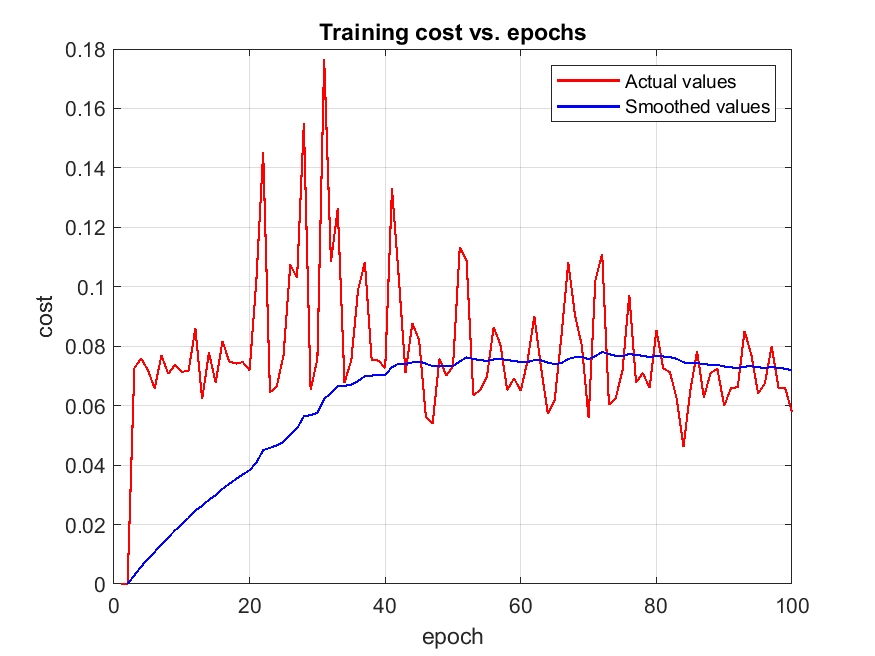 Training cost vs. epochs
Actual values
Smoothed values
0.18
0.16
0.14
0.12
0.1
0.08
0.06
0.04
0.02
0
cost
0 20 40 60 80 100
epoch